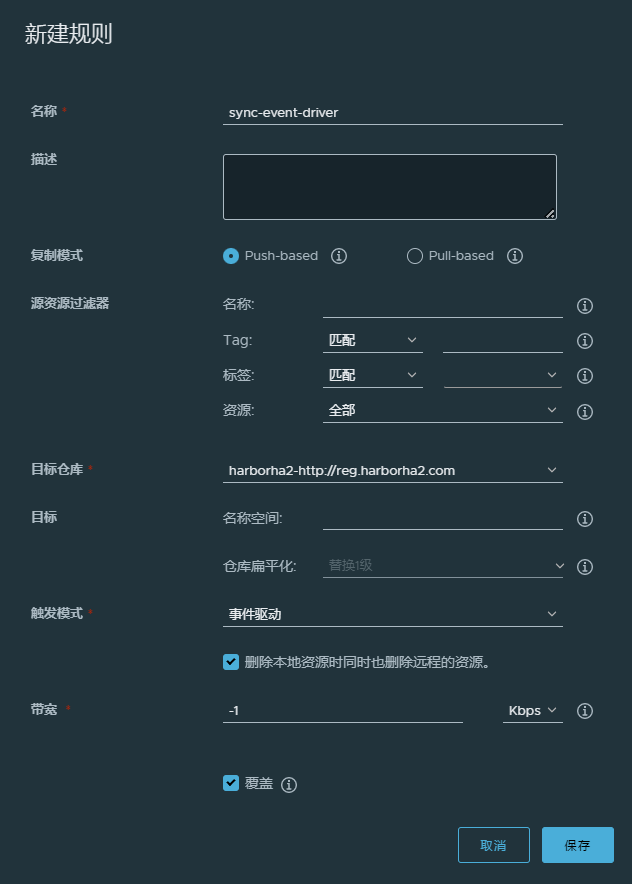 新建规则
名称 *
sync-event-driver
描述
复制模式
Push-based Pull-based
源资源过滤器
名称:
Tag: 匹配
标签: 匹配
资源: 全部
目标仓库 *
harborha2-http://reg.harborha2.com
目标
名称空间:
仓库扁平化: 替换1级
触发模式 *
事件驱动
删除本地资源时同时也删除远程的资源。
带宽 *
-1 Kbps
覆盖
取消 保存